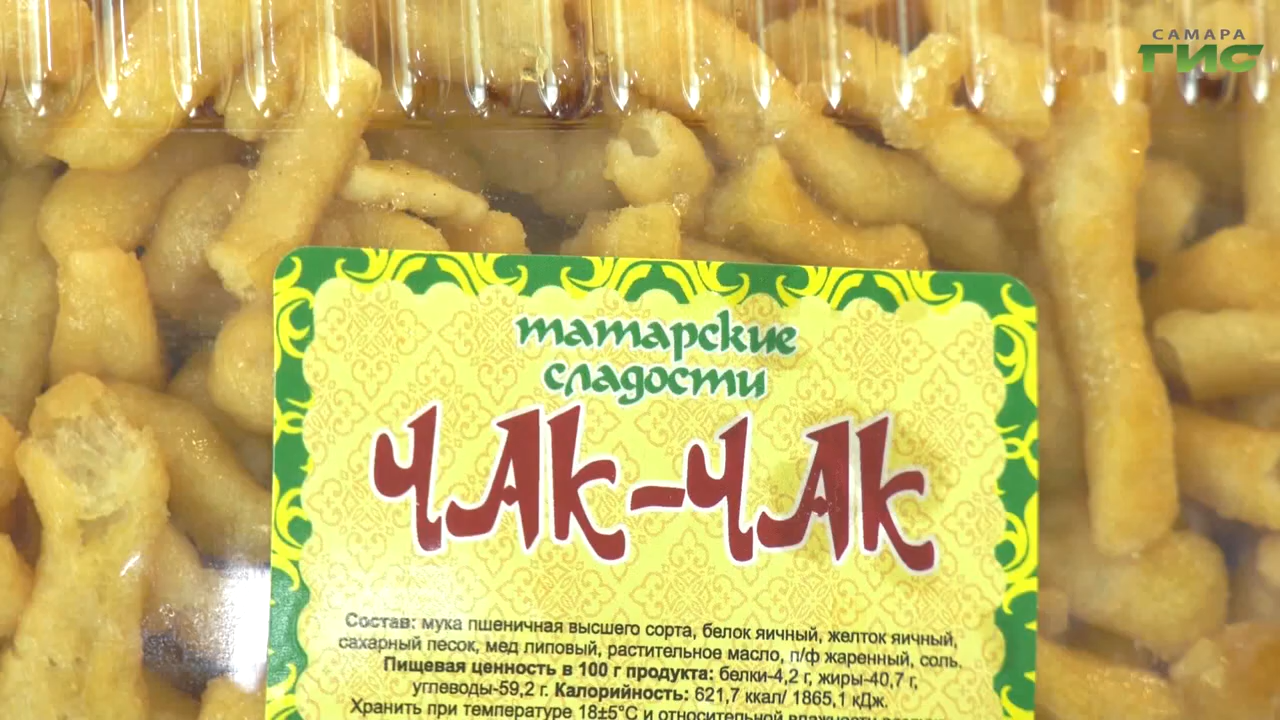 САМАРА
ГИС
татарские
сладости
ЧАК-ЧАК
Состав: мука пшеничная высшего сорта, белок яичный, желток яичный,
сахарный песок, мед липовый, растительное масло, п/ф жаренный, соль.
Пищевая ценность в 100 г продукта: белки-4,2 г, жиры-40,7 г,
углеводы-59,2 г. Калорийность: 621,7 ккал/ 1865,1 кДж.
Хранить при температуре 18±5°С и относительной влажности